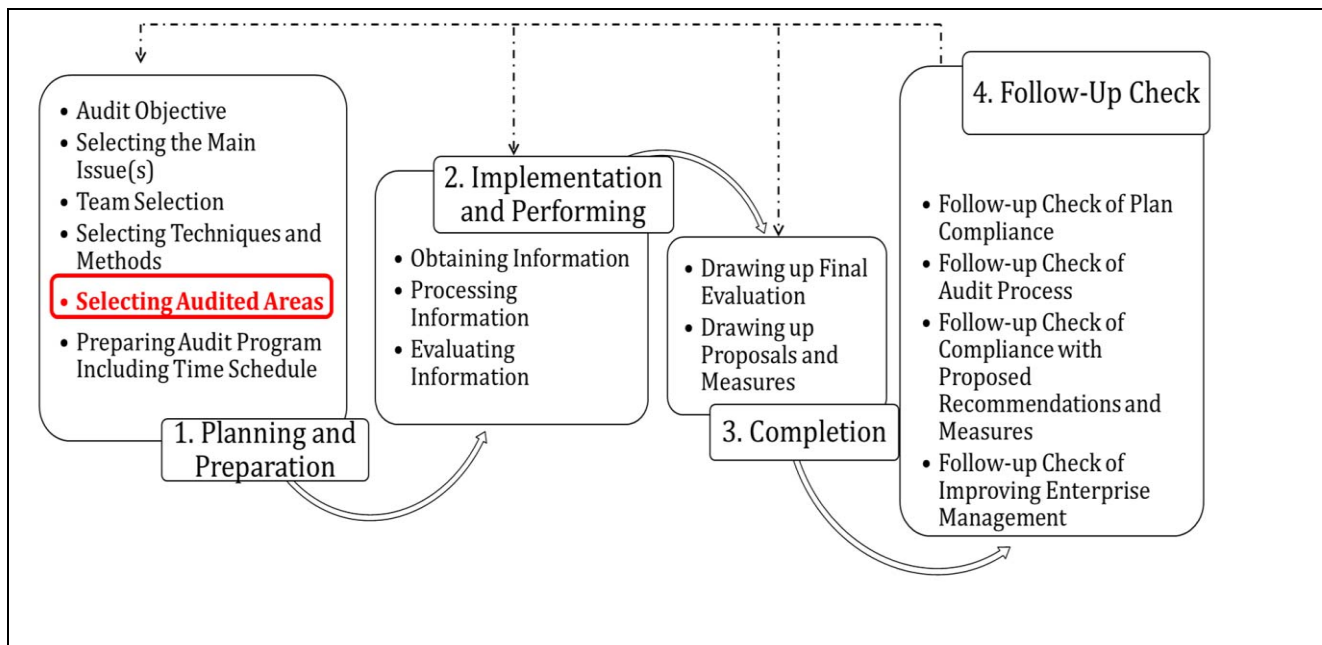 • Audit Objective
• Selecting the Main
Issue(s)
• Team Selection
• Selecting Techniques and
Methods
• Selecting Audited Areas
• Preparing Audit Program
Including Time Schedule
1. Planning and
Preparation
2. Implementation
and Performing
• Obtaining Information
• Processing
Information
• Evaluating
Information
• Drawing up Final
Evaluation
• Drawing up
Proposals and
Measures
3. Completion
4. Follow-Up Check
• Follow-up Check of Plan
Compliance
• Follow-up Check of
Audit Process
• Follow-up Check of
Compliance with
Proposed
Recommendations and
Measures
• Follow-up Check of
Improving Enterprise
Management